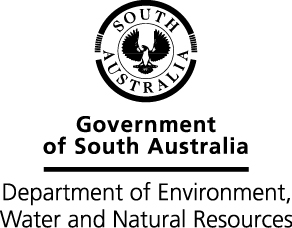 SOUTH
AUSTRALIA
Government
of South Australia
Department of Environment,
Water and Natural Resources